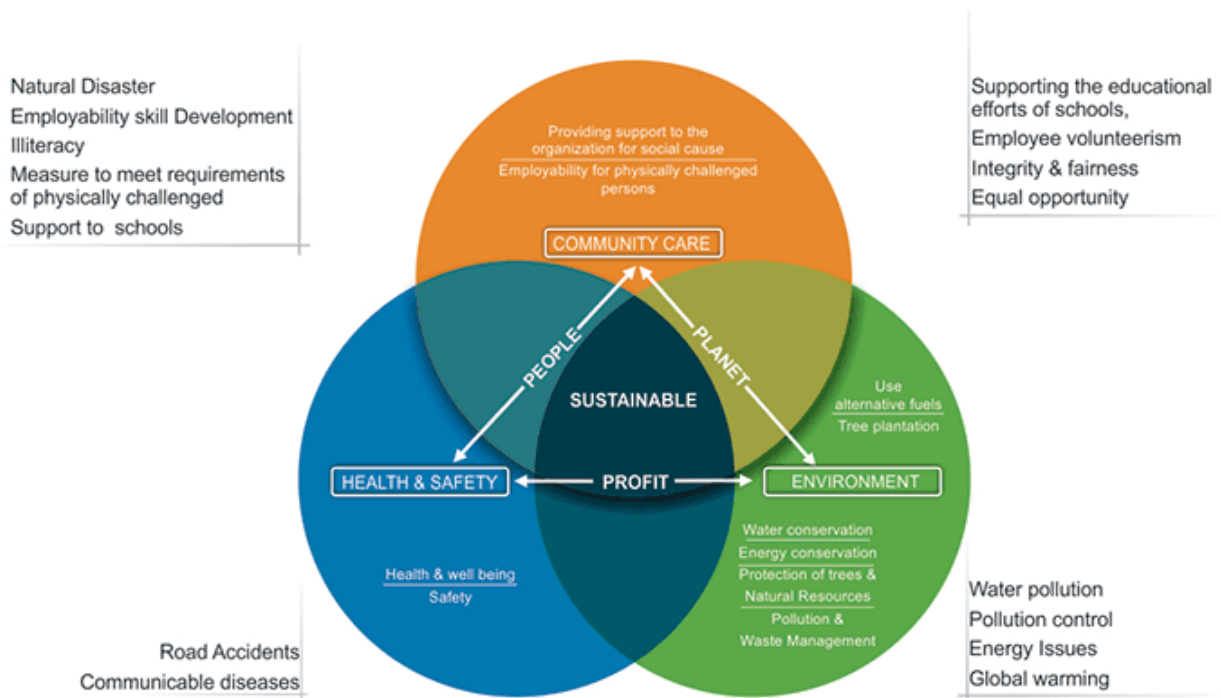 Natural Disaster
Employability skill Development
Illiteracy
Measure to meet requirements
of physically challenged
Support to schools
Supporting the educational
efforts of schools,
Employee volunteerism
Integrity & fairness
Equal opportunity
Providing support to the
organization for social cause
Employability for physically challenged
persons
COMMUNITY CARE
PEOPLE
PLANET
SUSTAINABLE
Use
alternative fuels
Tree plantation
HEALTH & SAFETY
PROFIT
ENVIRONMENT
Health & well being
Safety
Water conservation
Energy conservation
Protection of trees &
Natural Resources
Pollution &
Waste Management
Road Accidents
Communicable diseases
Water pollution
Pollution control
Energy Issues
Global warming